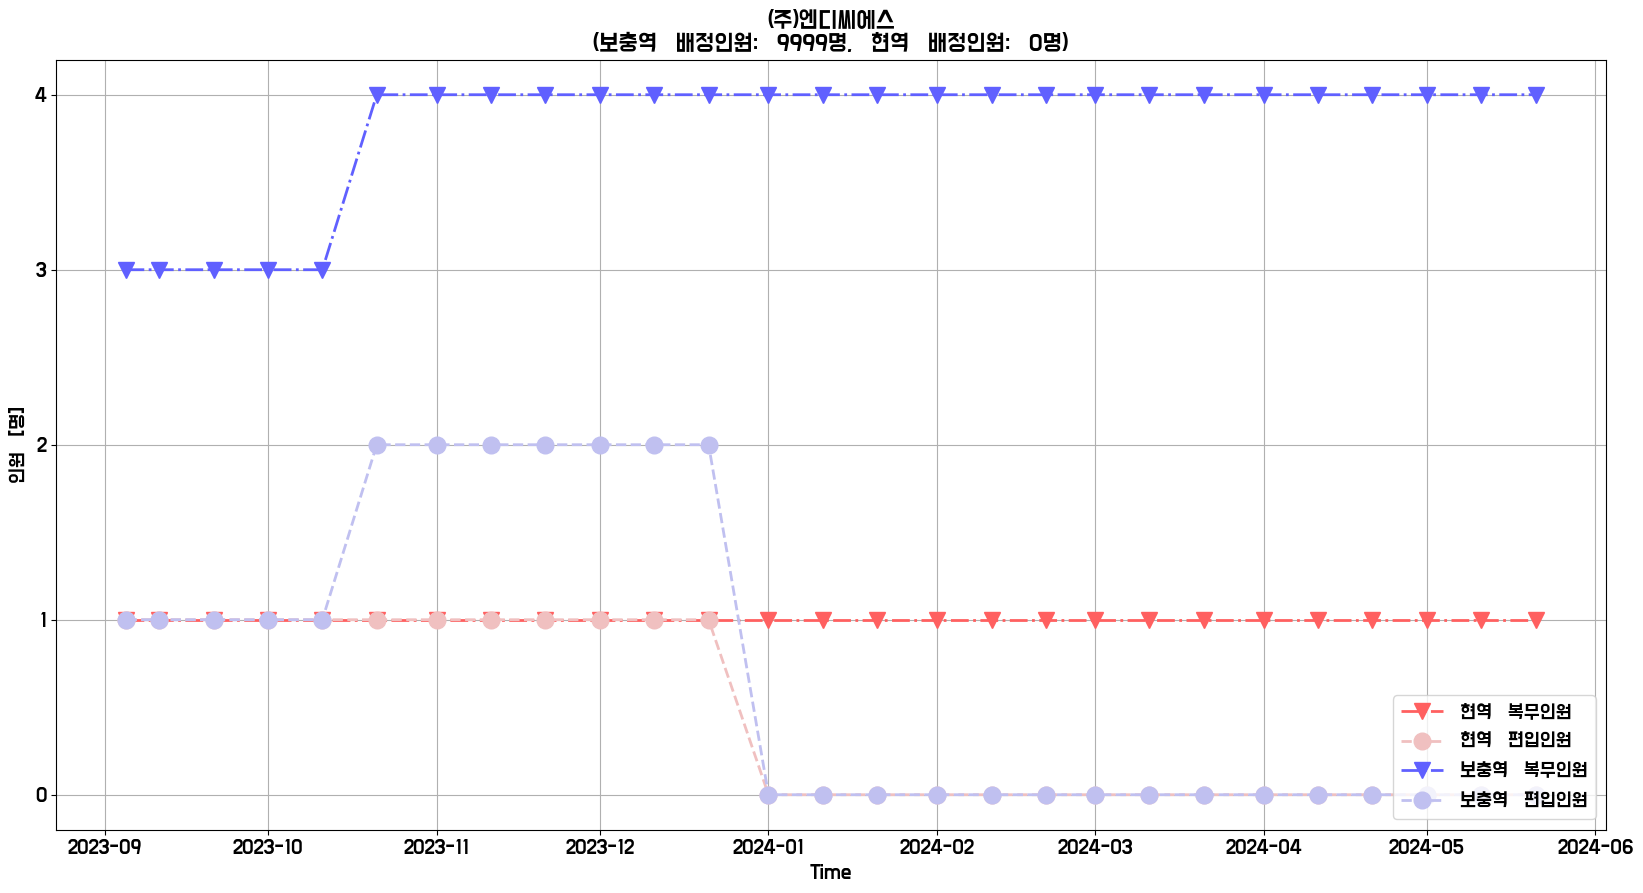 (주)엔디씨에스
(보충역 배정인원: 9999명, 현역 배정인원: 0명)
4
3
2
1
0
인원 [명]
2023-09 2023-10 2023-11 2023-12 2024-01 2024-02 2024-03 2024-04 2024-05 2024-06
Time
현역 복무인원
현역 편입인원
보충역 복무인원
보충역 편입인원